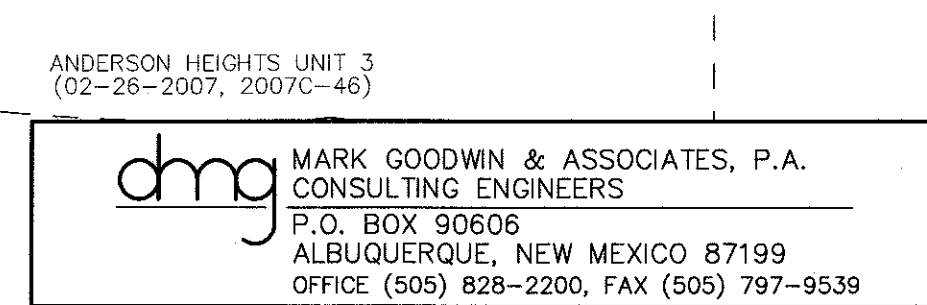 ANDERSON HEIGHTS UNIT 3
(02-26-2007, 2007C-46)
dmg
MARK GOODWIN & ASSOCIATES, P.A.
CONSULTING ENGINEERS
P.O. BOX 90606
ALBUQUERQUE, NEW MEXICO 87199
OFFICE (505) 828-2200, FAX (505) 797-9539